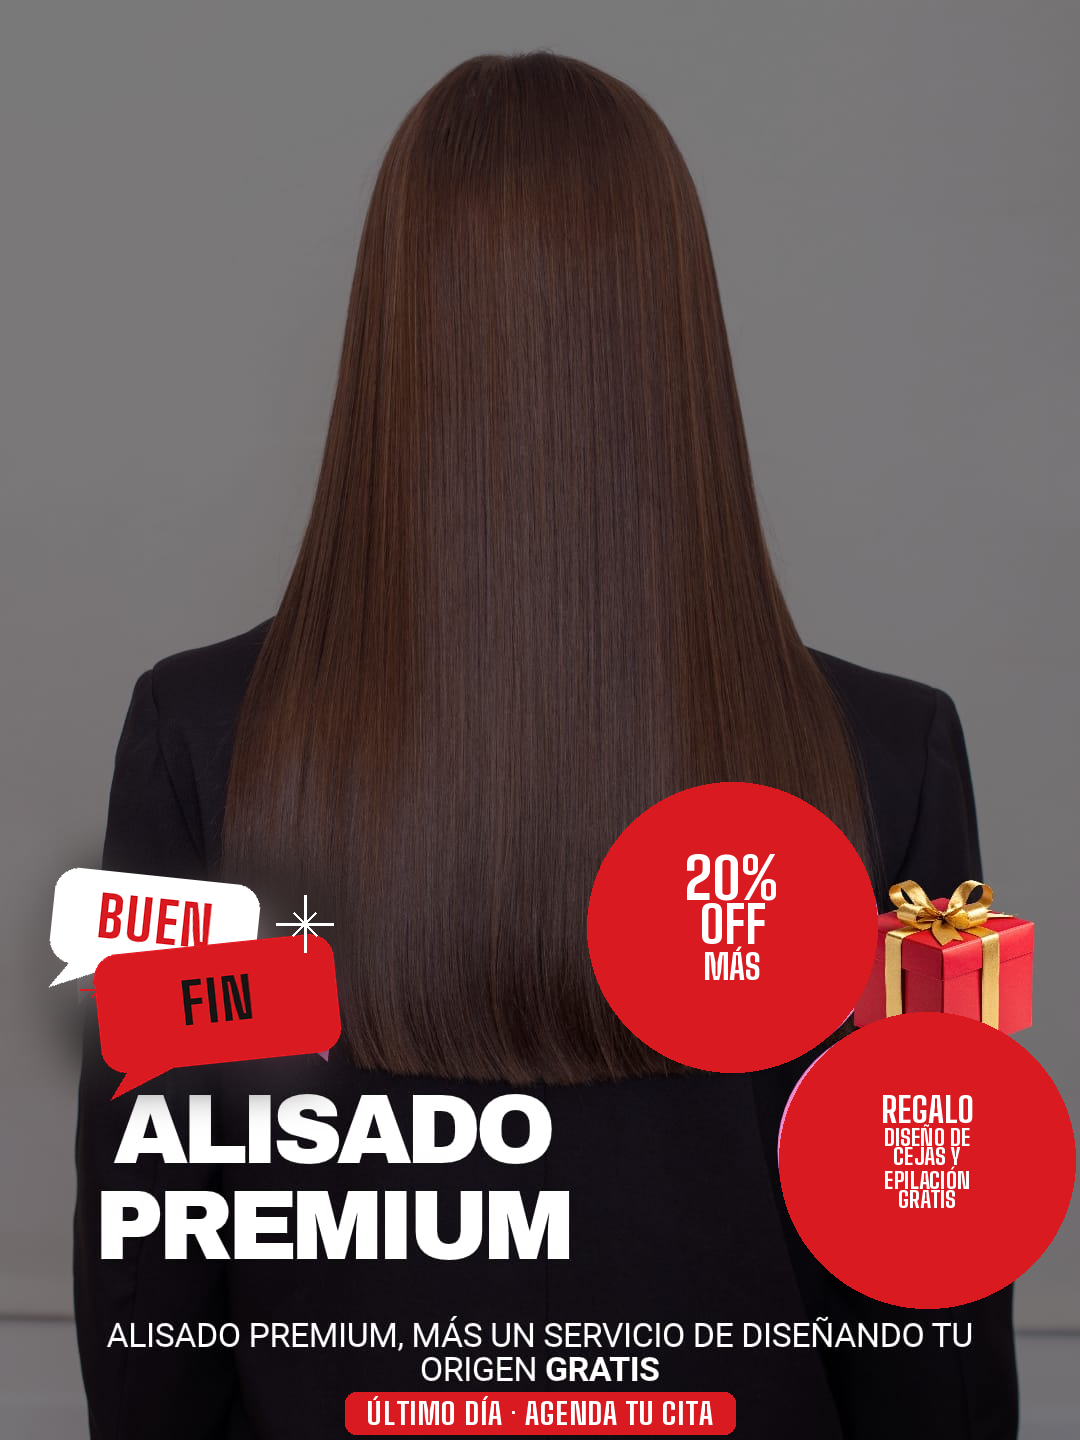 BUEN
FIN
20%
OFF
MÁS
REGALO
DISEÑO DE
CEJAS Y
EPILACIÓN
GRATIS
ALISADO
PREMIUM
ALISADO PREMIUM, MÁS UN SERVICIO DE DISEÑANDO TU
ORIGEN GRATIS
ÚLTIMO DÍA · AGENDA TU CITA